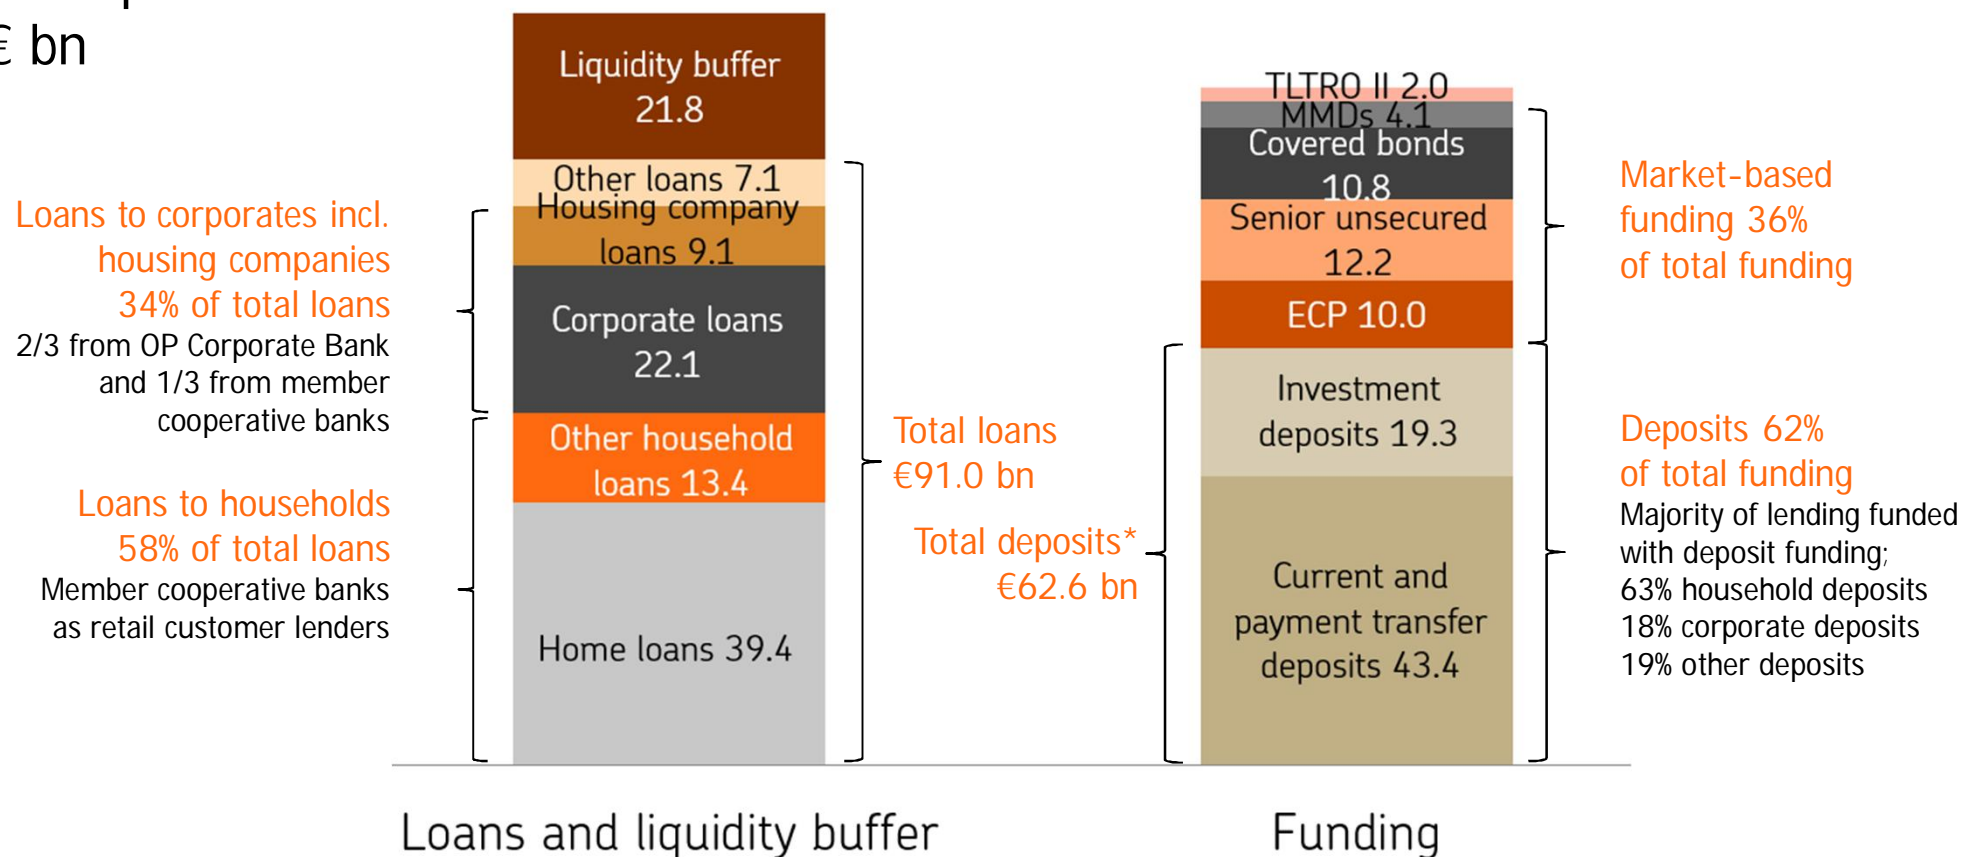 € bn
Liquidity buffer
21.8
Other loans 7.1
Housing company
loans 9.1
Corporate loans
22.1
Other household
loans 13.4
Home loans 39.4
Loans to corporates incl.
housing companies
34% of total loans
2/3 from OP Corporate Bank
and 1/3 from member
cooperative banks
Loans to households
58% of total loans
Member cooperative banks
as retail customer lenders
Total loans
€91.0 bn
Total deposits*
€62.6 bn
TLTRO II 2.0
MMDs 4.1
Covered bonds
10.8
Senior unsecured
12.2
ECP 10.0
Investment
deposits 19.3
Current and
payment transfer
deposits 43.4
Market-based
funding 36%
of total funding
Deposits 62%
of total funding
Majority of lending funded
with deposit funding;
63% household deposits
18% corporate deposits
19% other deposits
Loans and liquidity buffer
Funding